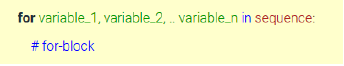 for variable_1, variable_2, .. variable_n in sequence:
# for-block